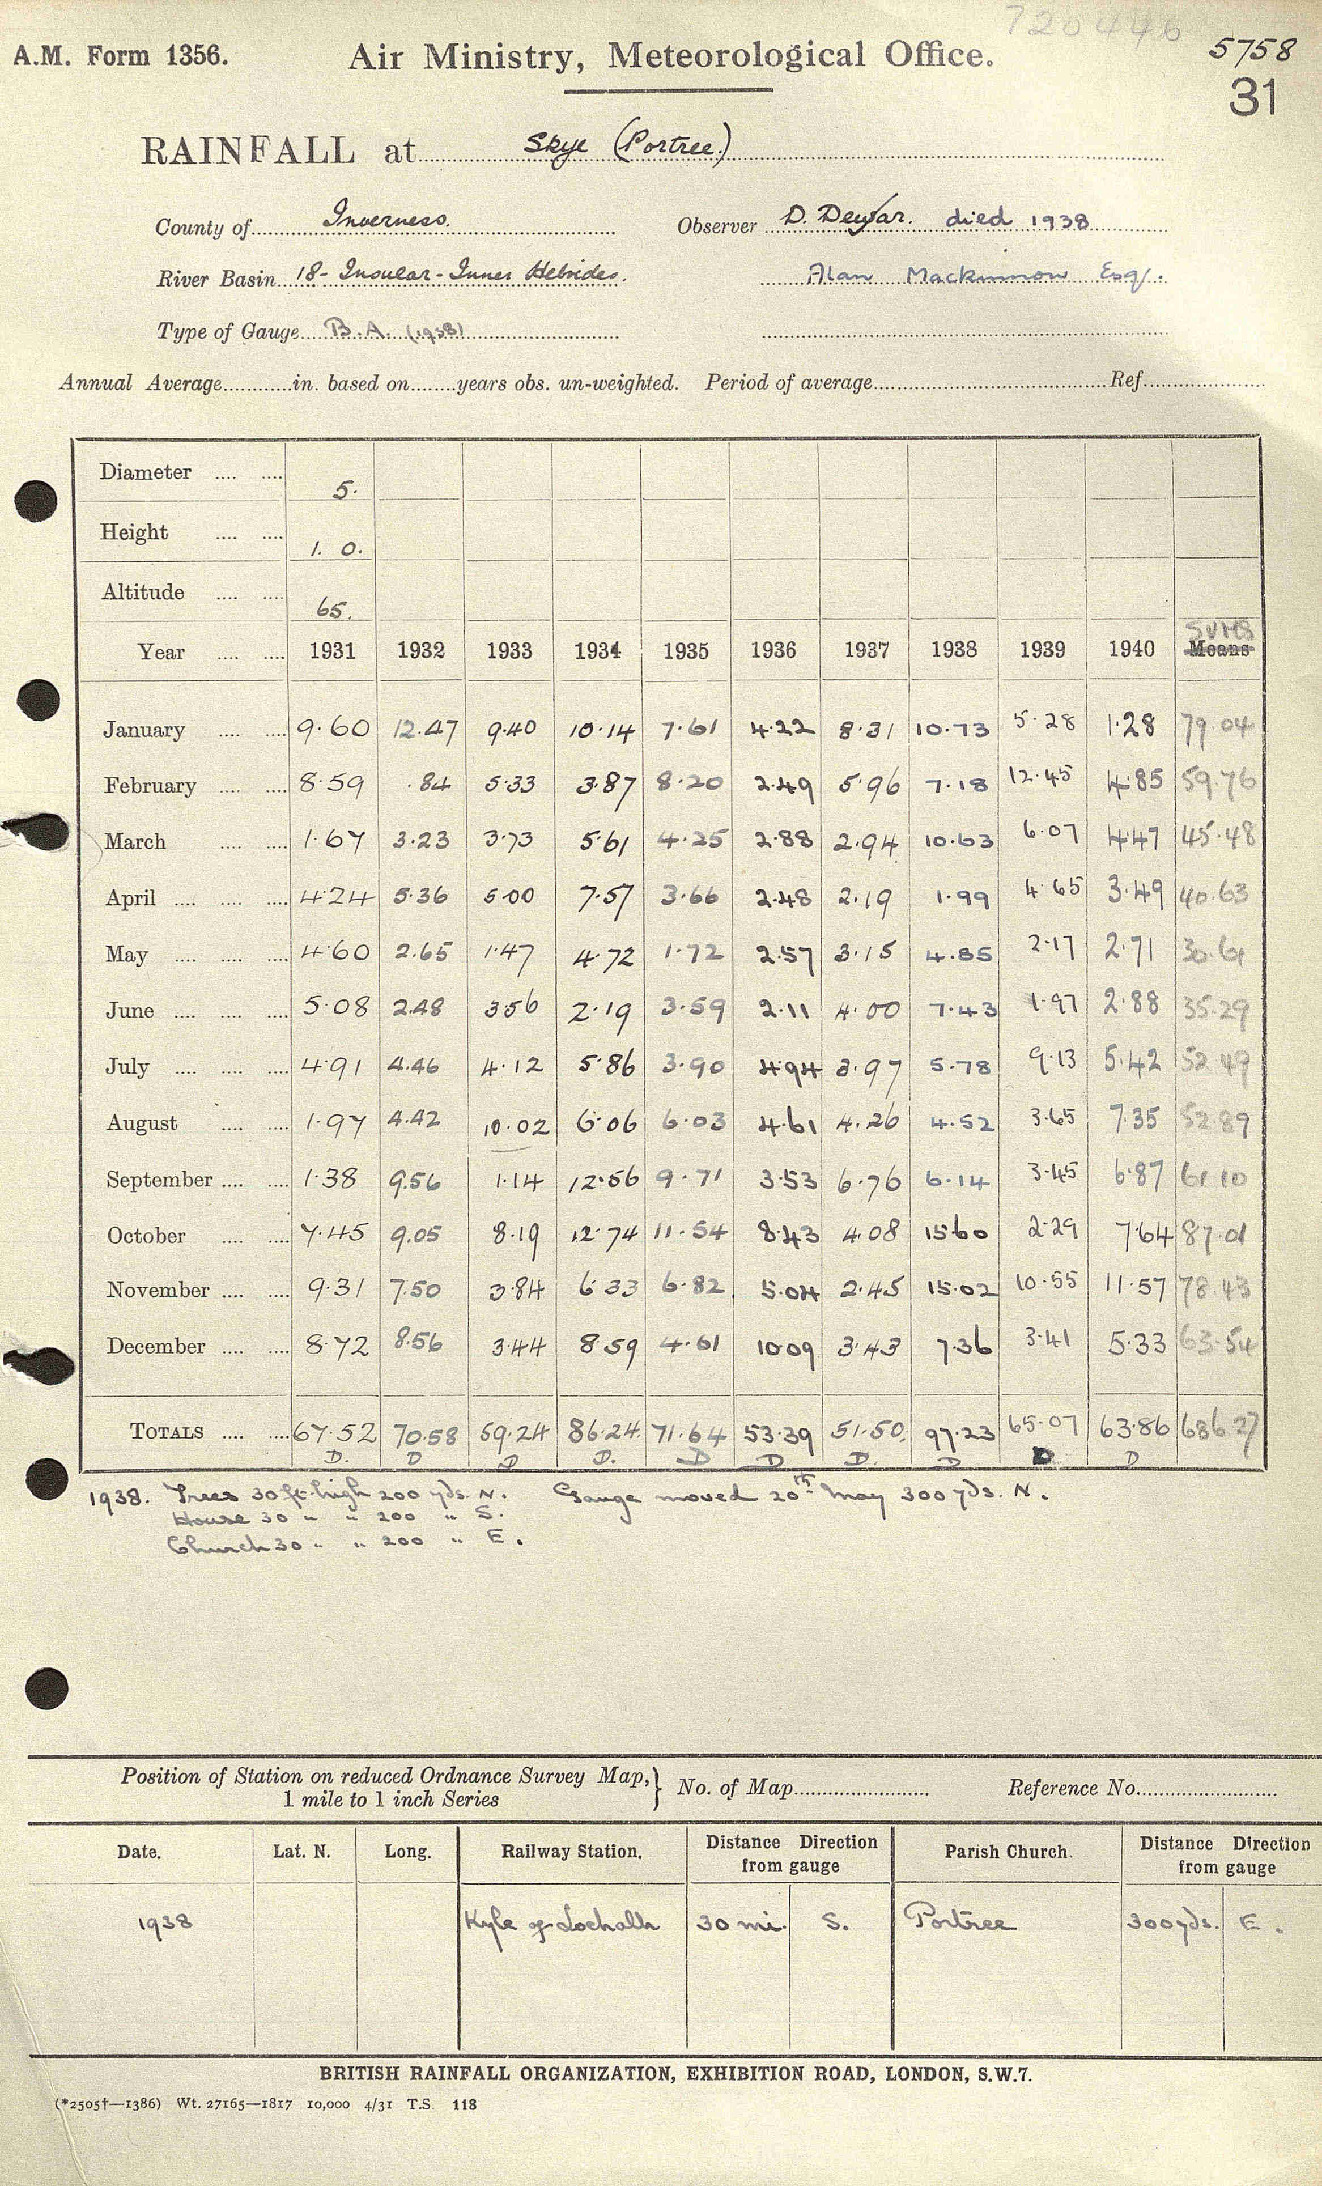 720446
A.M. Form 1356. Air Ministry, Meteorological Office. 5758
31
RAINFALL at Skye (Portree)
County of Inverness. Observer D. Dewar. died 1938
River Basin 18 - Insular - Inner Hebrides. Alan Mackinnon Esq.
Type of Gauge B.A. (1938)
Annual Average in. based on years obs. un-weighted. Period of average Ref.
Diameter 5.
Height 1. 0.
Altitude 65.
SUMS
Year 1931 1932 1933 1934 1935 1936 1937 1938 1939 1940 Means
January 9.60 12.47 9.40 10.14 7.61 4.22 8.31 10.73 5.28 1.28 79.04
February 8.59 .84 5.33 3.87 8.20 2.49 5.96 7.18 12.45 4.85 59.76
March 1.67 3.23 3.73 5.61 4.25 2.88 2.94 10.63 6.07 4.47 45.48
April 4.24 5.36 5.00 7.57 3.66 2.48 2.19 1.99 4.65 3.49 40.63
May 4.60 2.65 1.47 4.72 1.72 2.57 3.15 4.85 2.17 2.71 30.61
June 5.08 2.48 3.56 2.19 3.59 2.11 4.00 7.43 1.97 2.88 35.29
July 4.91 4.46 4.12 5.86 3.90 4.94 3.97 5.78 9.13 5.42 52.49
August 1.97 4.42 10.02 6.06 6.03 4.61 4.26 4.52 3.65 7.35 52.89
September 1.38 9.56 1.14 12.56 9.71 3.53 6.76 6.14 3.45 6.87 61.10
October 7.45 9.05 8.19 12.74 11.54 8.43 4.08 15.60 2.29 7.64 87.01
November 9.31 7.50 3.84 6.33 6.82 5.04 2.45 15.02 10.55 11.57 78.43
December 8.72 8.56 3.44 8.59 4.61 10.09 3.43 7.36 3.41 5.33 63.54
TOTALS 67.52 70.58 59.24 86.24 71.64 53.39 51.50 97.23 65.07 63.86 686.27
D. D D D. D D D. D D D
1938. Trees 30 ft. high 200 yds. N. Gauge moved 20th May 300 yds. N.
House 30 " " 200 " S.
Church 30 " " 200 " E.
Position of Station on reduced Ordnance Survey Map, } No. of Map Reference No.
1 mile to 1 inch Series
Date. Lat. N. Long. Railway Station. Distance Direction from gauge Parish Church. Distance Direction from gauge
1938 Kyle of Lochalsh 30 mi. S. Portree 300 yds. E.
BRITISH RAINFALL ORGANIZATION, EXHIBITION ROAD, LONDON, S.W.7.
(*2505†—1386) Wt. 27165—1817 10,000 4/31 T.S. 118